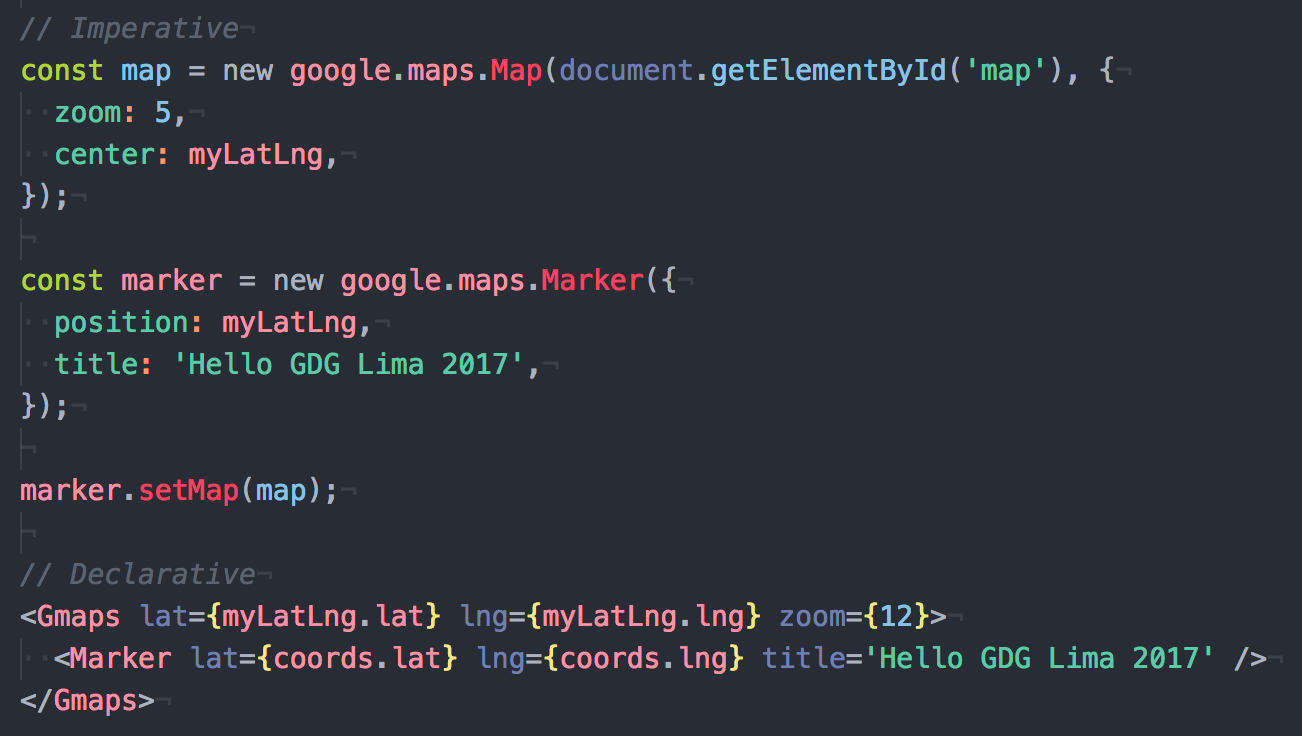 // Imperative
const map = new google.maps.Map(document.getElementById('map'), {
  zoom: 5,
  center: myLatLng,
});

const marker = new google.maps.Marker({
  position: myLatLng,
  title: 'Hello GDG Lima 2017',
});

marker.setMap(map);

// Declarative
<Gmaps lat={myLatLng.lat} lng={myLatLng.lng} zoom={12}>
  <Marker lat={coords.lat} lng={coords.lng} title='Hello GDG Lima 2017' />
</Gmaps>